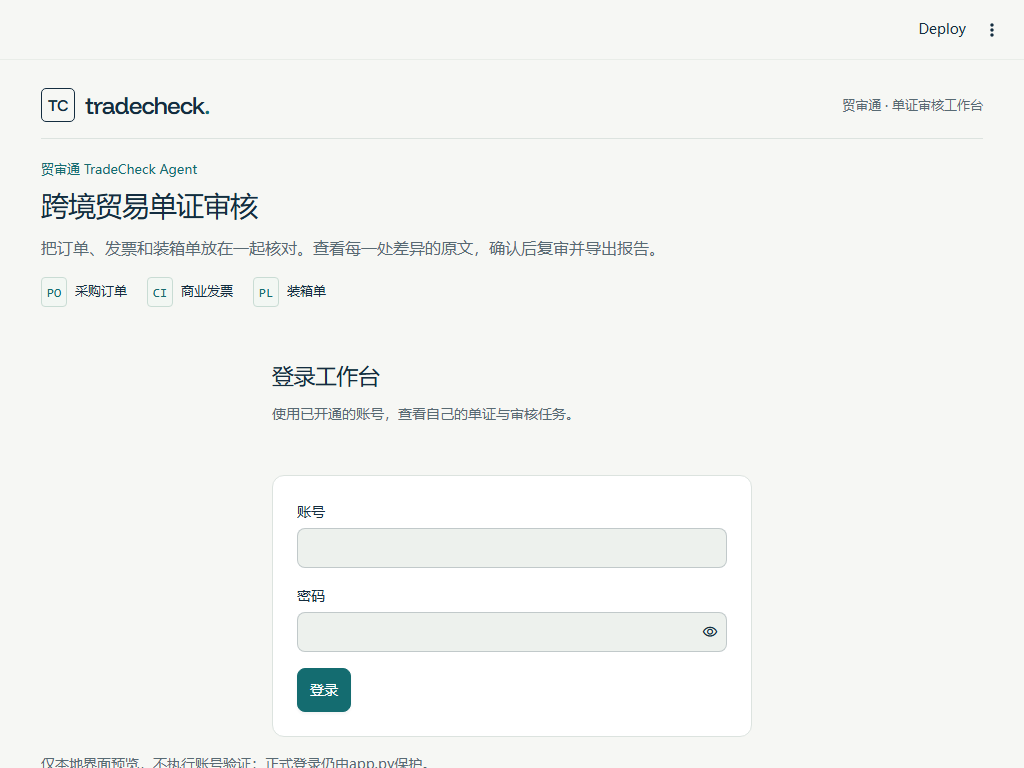 Deploy
TC tradecheck.
贸审通 · 单证审核工作台
贸审通 TradeCheck Agent
跨境贸易单证审核
把订单、发票和装箱单放在一起核对。查看每一处差异的原文，确认后复审并导出报告。
PO 采购订单 CI 商业发票 PL 装箱单
登录工作台
使用已开通的账号，查看自己的单证与审核任务。
账号
密码
登录
仅本地界面预览，不执行账号验证；正式登录仍由app.py保护。